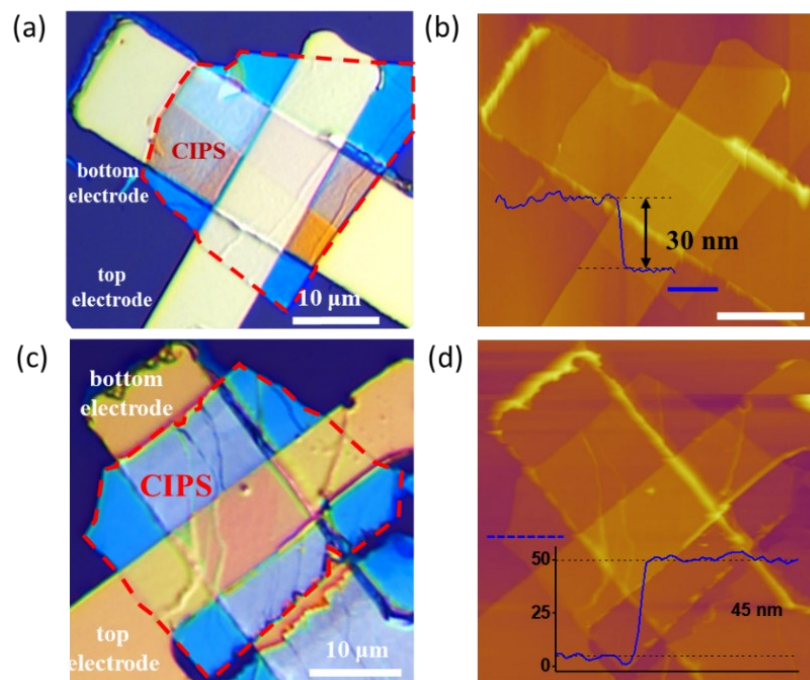 (a)
CIPS
bottom
electrode
top
electrode
10 μm
(b)
30 nm
(c)
bottom
electrode
CIPS
top
electrode
10 μm
(d)
50
25
0
45 nm